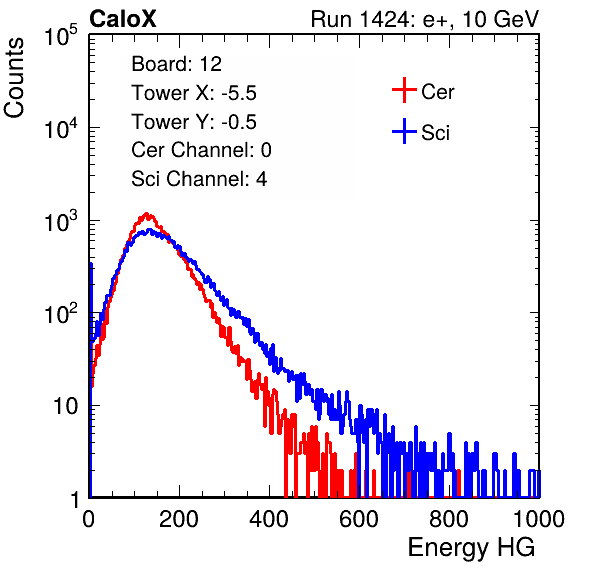 CaloX Run 1424: e+, 10 GeV
Counts
10^5
10^4
10^3
10^2
10
1
Board: 12
Tower X: -5.5
Tower Y: -0.5
Cer Channel: 0
Sci Channel: 4
Cer
Sci
0 200 400 600 800 1000
Energy HG